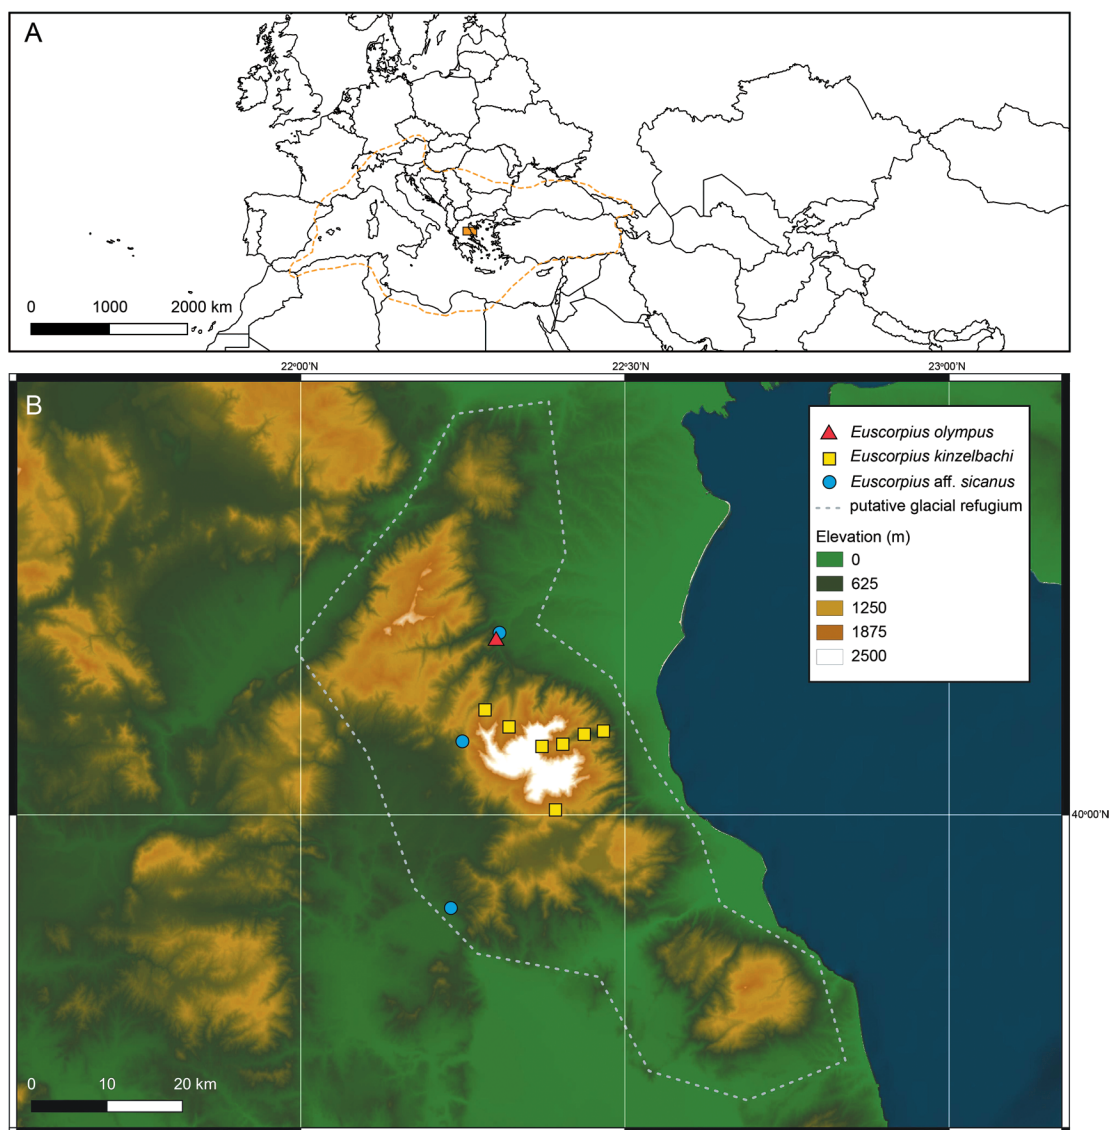 A
0 1000 2000 km
22°00'N 22°30'N 23°00'N
B
Euscorpius olympus
Euscorpius kinzelbachi
Euscorpius aff. sicanus
putative glacial refugium
Elevation (m)
0
625
1250
1875
2500
40°00'N
0 10 20 km